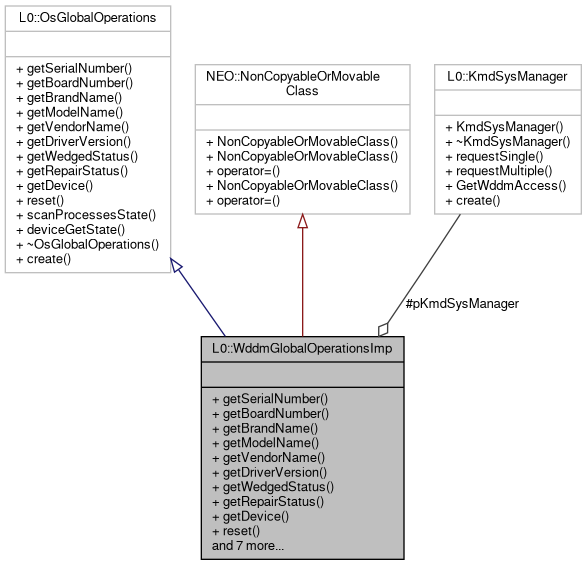 L0::OsGlobalOperations
+ getSerialNumber()
+ getBoardNumber()
+ getBrandName()
+ getModelName()
+ getVendorName()
+ getDriverVersion()
+ getWedgedStatus()
+ getRepairStatus()
+ getDevice()
+ reset()
+ scanProcessesState()
+ deviceGetState()
+ ~OsGlobalOperations()
+ create()
NEO::NonCopyableOrMovable
Class
+ NonCopyableOrMovableClass()
+ NonCopyableOrMovableClass()
+ operator=()
+ NonCopyableOrMovableClass()
+ operator=()
L0::KmdSysManager
+ KmdSysManager()
+ ~KmdSysManager()
+ requestSingle()
+ requestMultiple()
+ GetWddmAccess()
+ create()
#pKmdSysManager
L0::WddmGlobalOperationsImp
+ getSerialNumber()
+ getBoardNumber()
+ getBrandName()
+ getModelName()
+ getVendorName()
+ getDriverVersion()
+ getWedgedStatus()
+ getRepairStatus()
+ getDevice()
+ reset()
and 7 more...